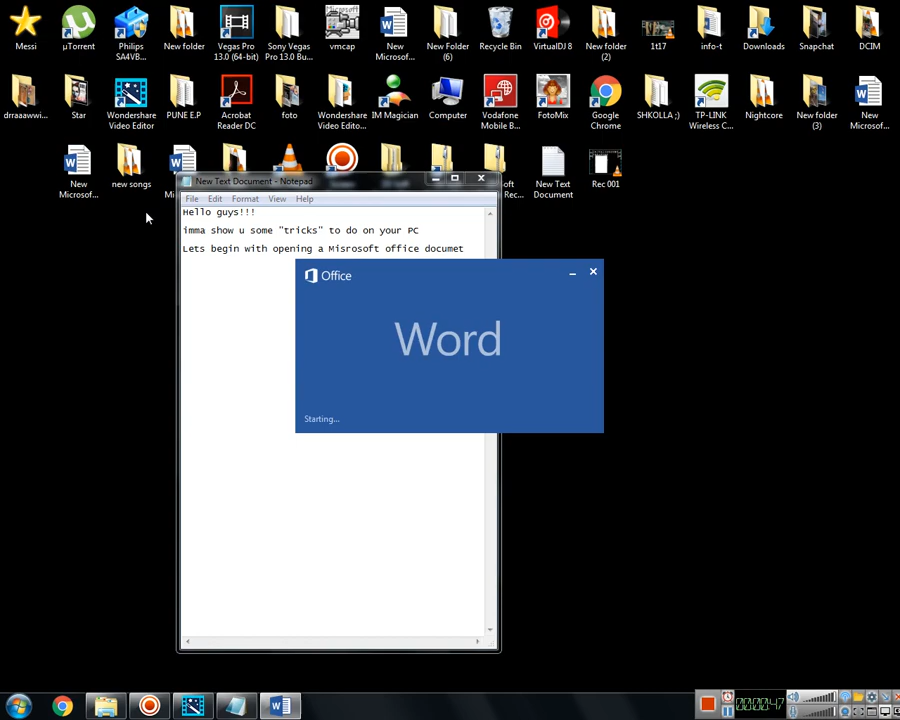 Messi
µTorrent
Philips SA4VB...
New folder
Vegas Pro 13.0 (64-bit)
Sony Vegas Pro 13.0 Bu...
vmcap
New Microsof...
New Folder (6)
Recycle Bin
VirtualDJ 8
New folder (2)
1t17
info-t
Downloads
Snapchat
DCIM
drraaawwi...
Star
Wondershare Video Editor
PUNE E.P
Acrobat Reader DC
foto
Wondershare Video Edito...
IM Magician
Computer
Vodafone Mobile B...
FotoMix
Google Chrome
SHKOLLA ;)
TP-LINK Wireless C...
Nightcore
New folder (3)
New Microsof...
New Microsof...
new songs
New Text Document
Rec 001
New Text Document - Notepad
File Edit Format View Help
Hello guys!!!
imma show u some "tricks" to do on your PC
Lets begin with opening a Misrosoft office documet
Office
Word
Starting...
00:00:47